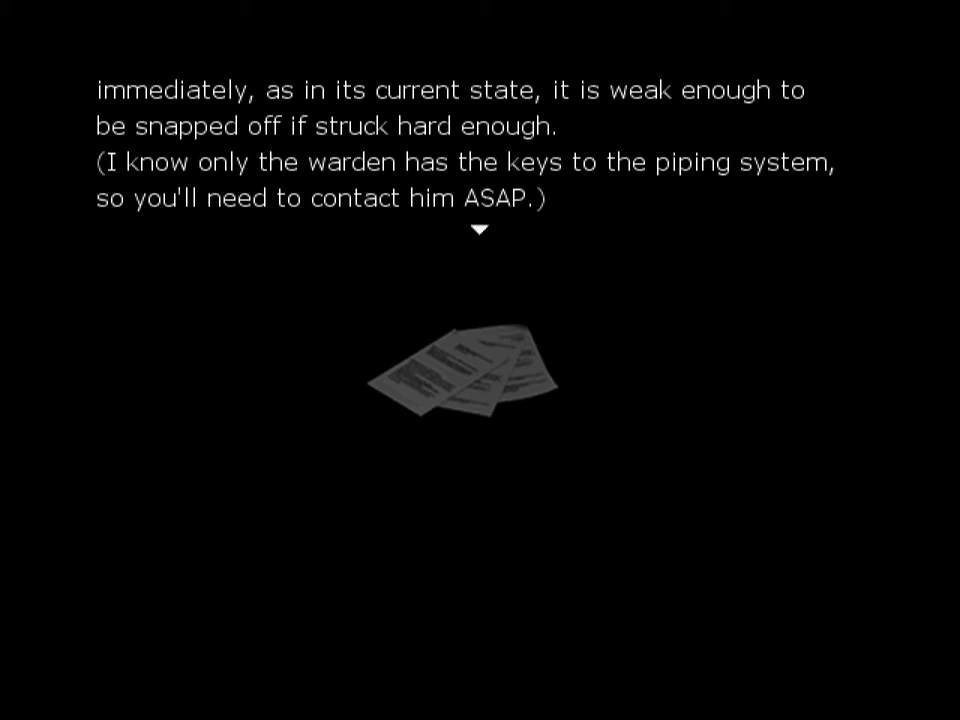 immediately, as in its current state, it is weak enough to
be snapped off if struck hard enough.
(I know only the warden has the keys to the piping system,
so you'll need to contact him ASAP.)